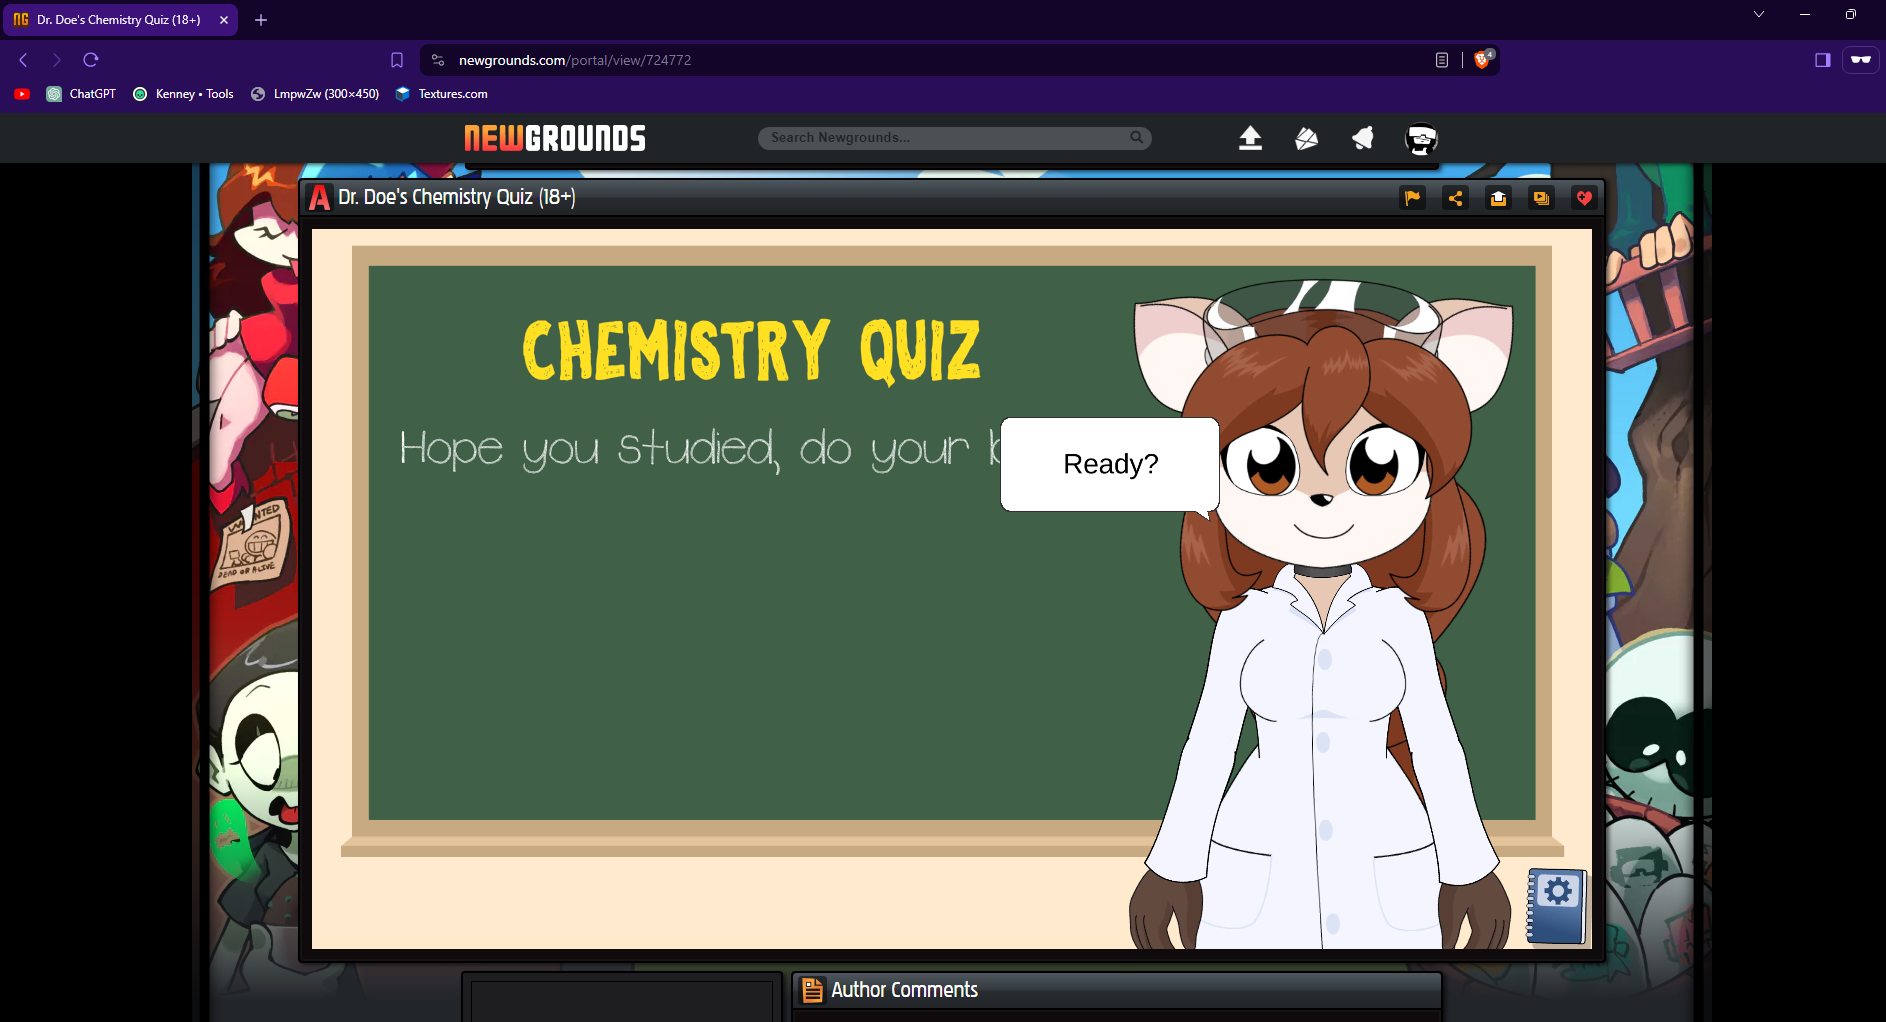 Dr. Doe's Chemistry Quiz (18+)
newgrounds.com/portal/view/724772
4
ChatGPT
Kenney • Tools
LmpwZw (300×450)
Textures.com
NEWGROUNDS
Search Newgrounds...
A Dr. Doe's Chemistry Quiz (18+)
CHEMISTRY QUIZ
Hope you studied, do your b
Ready?
WANTED
DEAD OR ALIVE
Author Comments